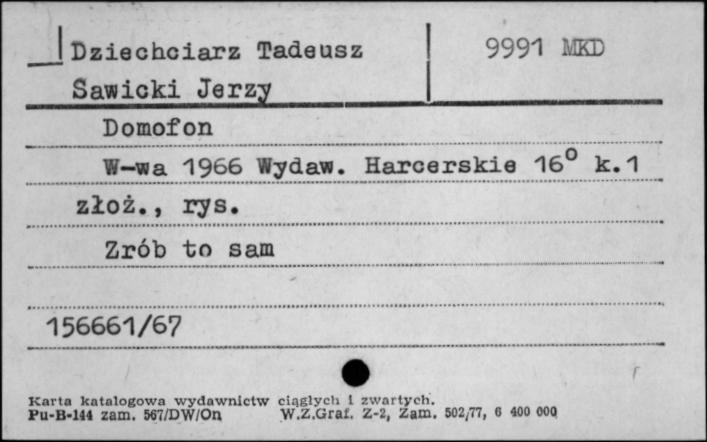 Dziechciarz Tadeusz 9991 MKD
Sawicki Jerzy
Domofon
W-wa 1966 Wydaw. Harcerskie 16° k.1
złoż., rys.
Zrób to sam
156661/67
Karta katalogowa wydawnictw ciągłych i zwartych.
Pu-B-144 zam. 567/DW/On W.Z.Graf. Z-2, Zam. 502/77, 6 400 000